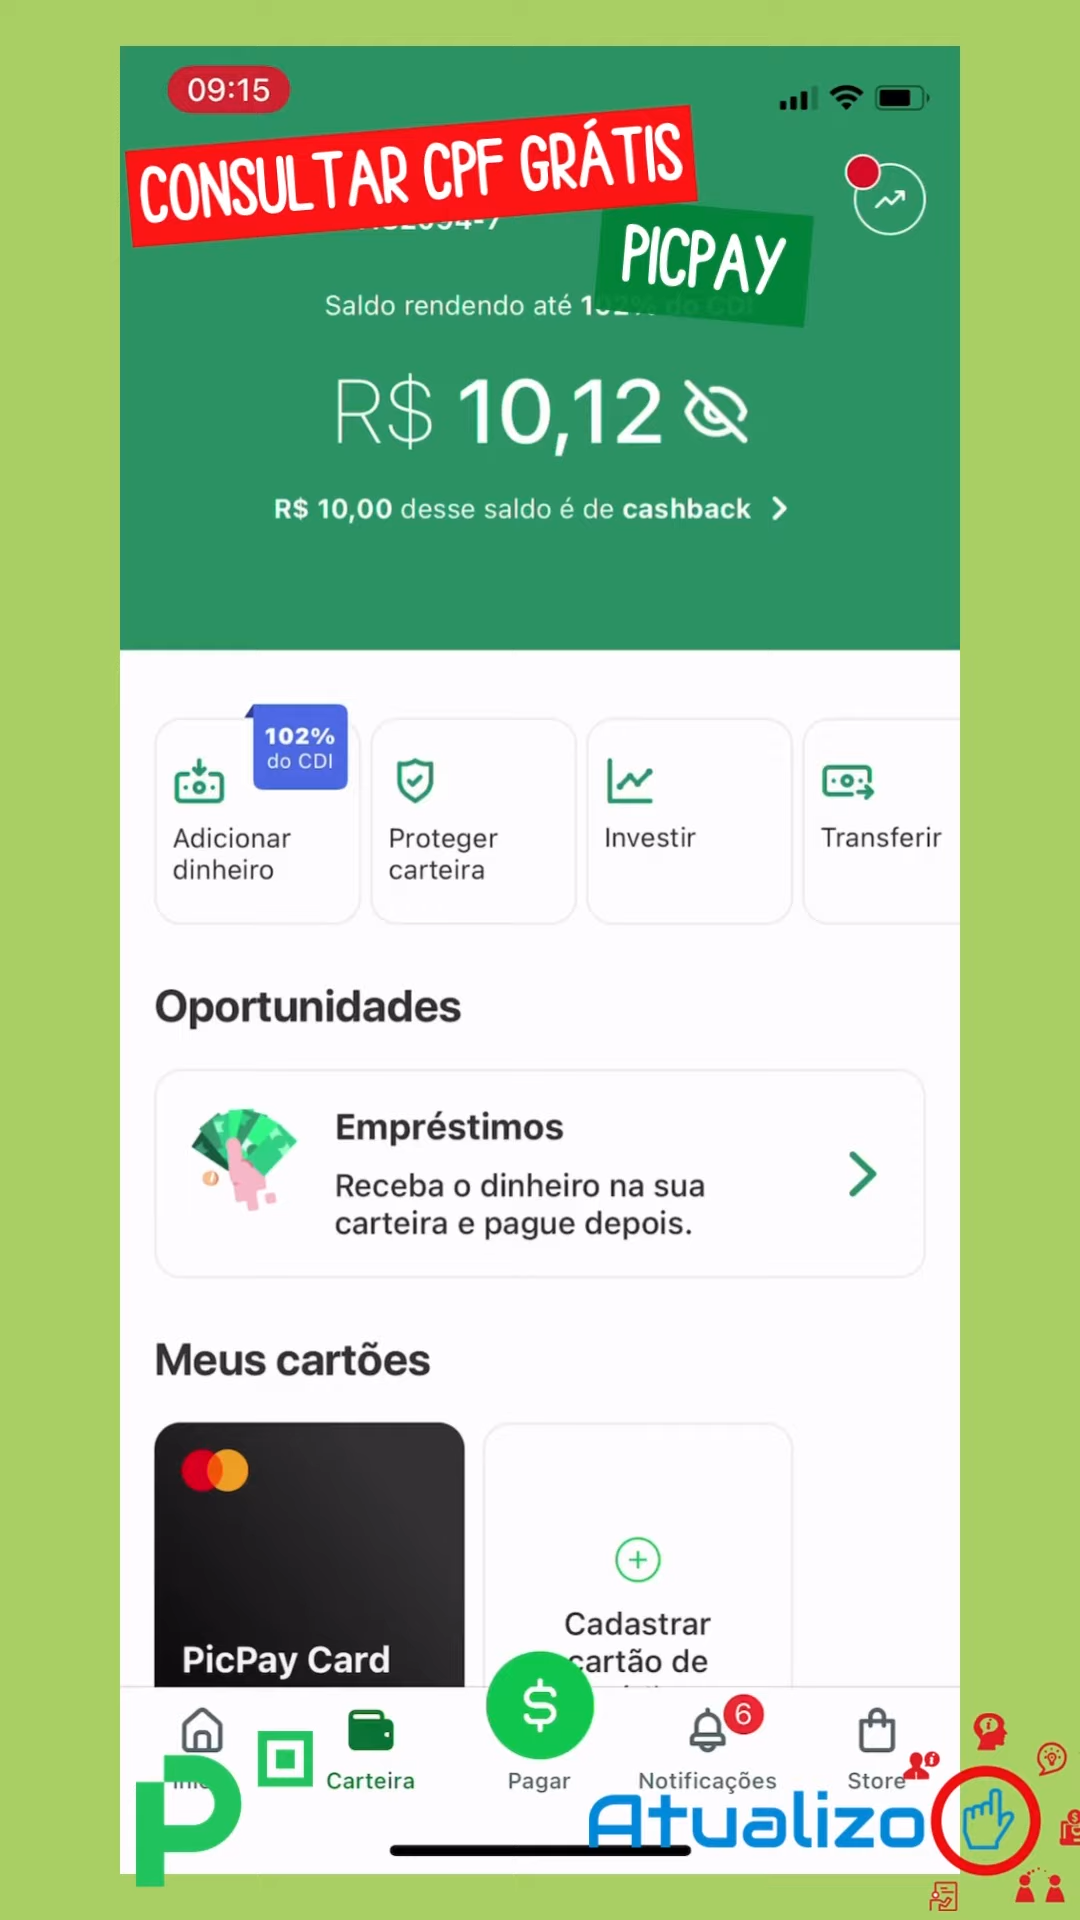 09:15
CONSULTAR CPF GRÁTIS
PICPAY
Saldo rendendo até 102% do CDI
R$ 10,12
R$ 10,00 desse saldo é de cashback
102%
do CDI
Adicionar
dinheiro
Proteger
carteira
Investir
Transferir
Oportunidades
Empréstimos
Receba o dinheiro na sua
carteira e pague depois.
Meus cartões
PicPay Card
Cadastrar
cartão de
6
Carteira
Pagar
Notificações
Store
Atualizo